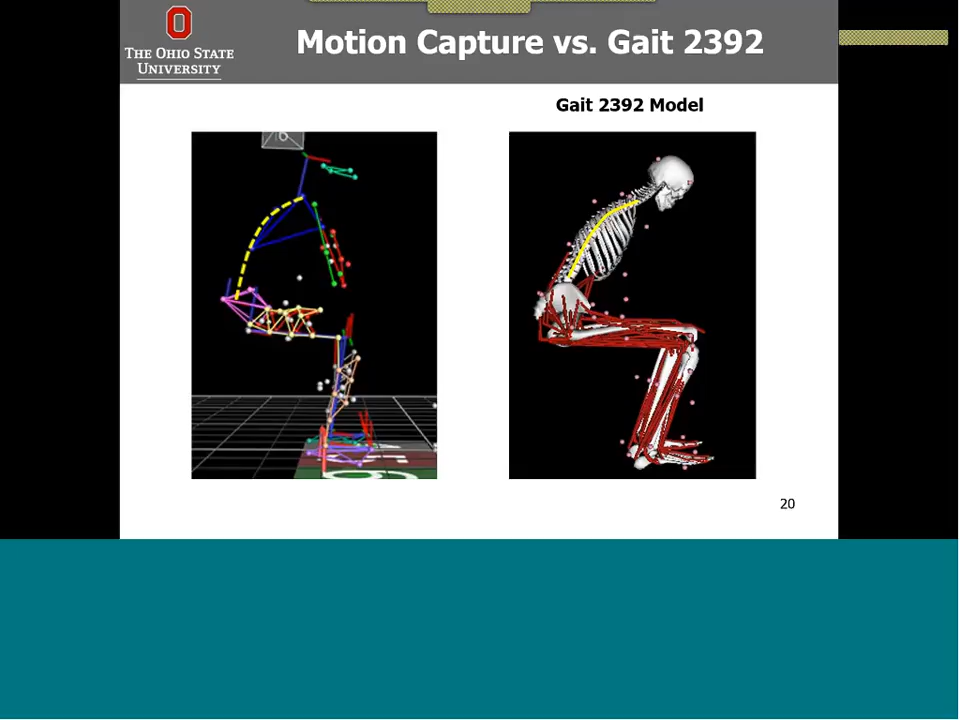 THE OHIO STATE
UNIVERSITY
Motion Capture vs. Gait 2392
Gait 2392 Model
20